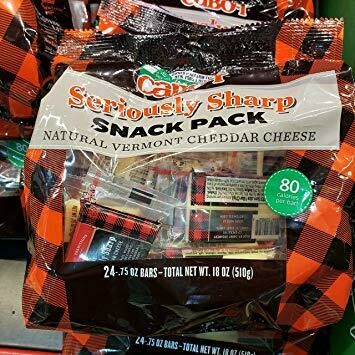 CABOT
Cabot
Seriously Sharp
SNACK PACK
NATURAL VERMONT CHEDDAR CHEESE
80
calories
per bar!
24-.75 OZ BARS-TOTAL NET WT. 18 OZ (510g)
24-.75 OZ BARS-TOTAL NET WT. 18 OZ (510g)